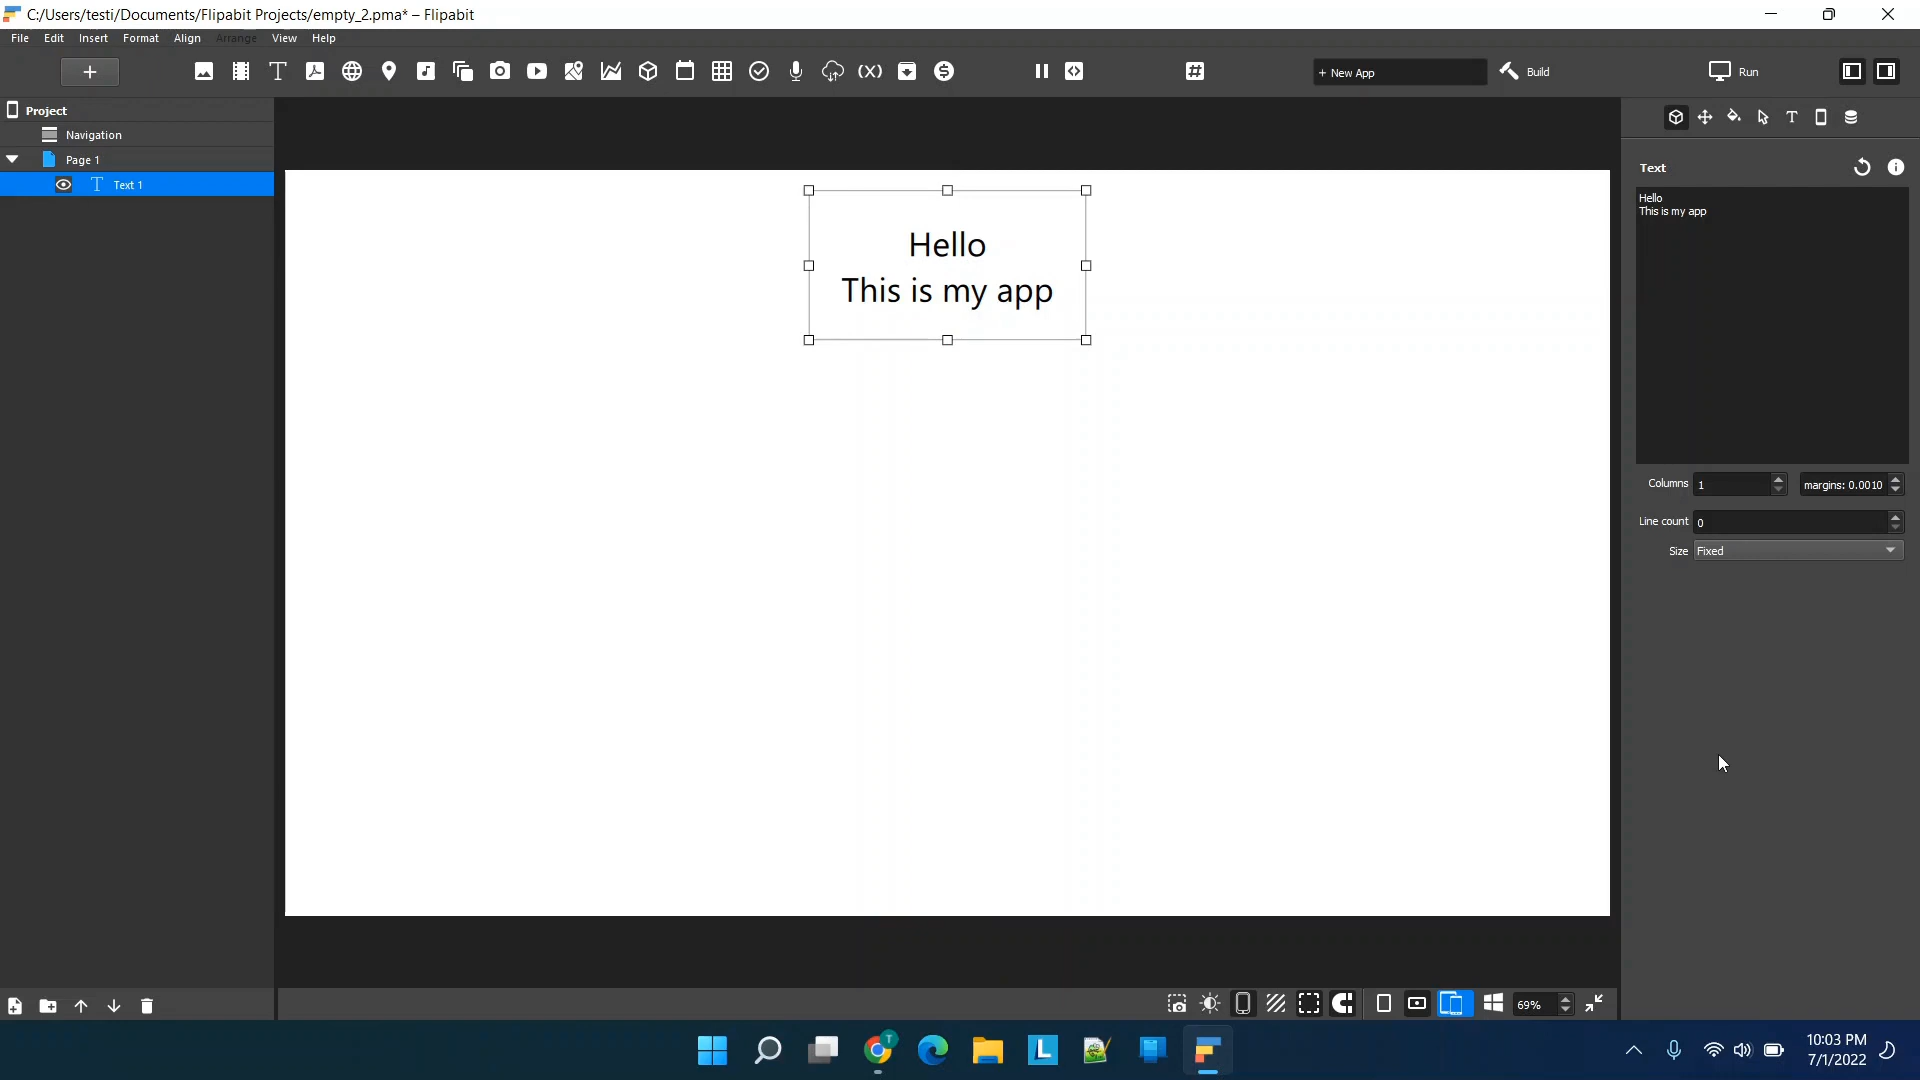 C:/Users/testi/Documents/Flipabit Projects/empty_2.pma* – Flipabit
File Edit Insert Format Align Arrange View Help
+ New App
Build
Run
Project
Navigation
Page 1
Text 1
Hello
This is my app
Text
Hello
This is my app
Columns 1 margins: 0.0010
Line count 0
Size Fixed
69%
10:03 PM
7/1/2022